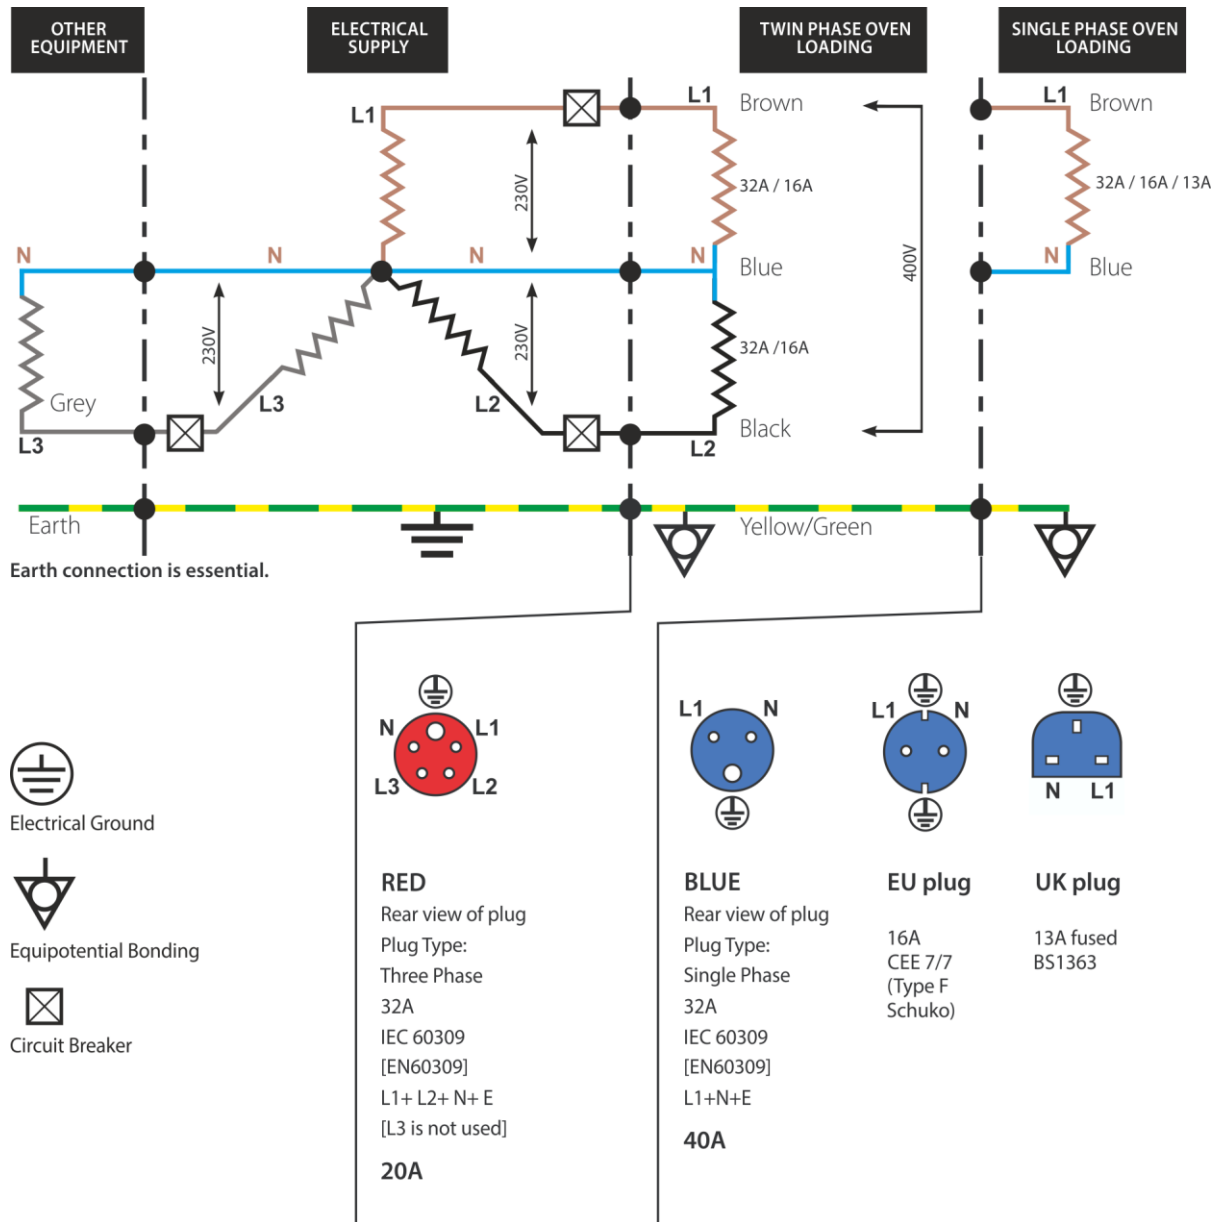 OTHER
EQUIPMENT
ELECTRICAL
SUPPLY
TWIN PHASE OVEN
LOADING
SINGLE PHASE OVEN
LOADING
L1
L1
Brown
L1
Brown
230V
32A / 16A
32A / 16A / 13A
N
N
N
N
Blue
400V
N
Blue
230V
230V
32A /16A
Grey
L3
L2
L3
Black
L2
Earth
Yellow/Green
Earth connection is essential.
N
L1
L3
L2
L1
N
L1
N
N
L1
Electrical Ground
Equipotential Bonding
Circuit Breaker
RED
Rear view of plug
Plug Type:
Three Phase
32A
IEC 60309
[EN60309]
L1+ L2+ N+ E
[L3 is not used]
20A
BLUE
Rear view of plug
Plug Type:
Single Phase
32A
IEC 60309
[EN60309]
L1+N+E
40A
EU plug
16A
CEE 7/7
(Type F
Schuko)
UK plug
13A fused
BS1363